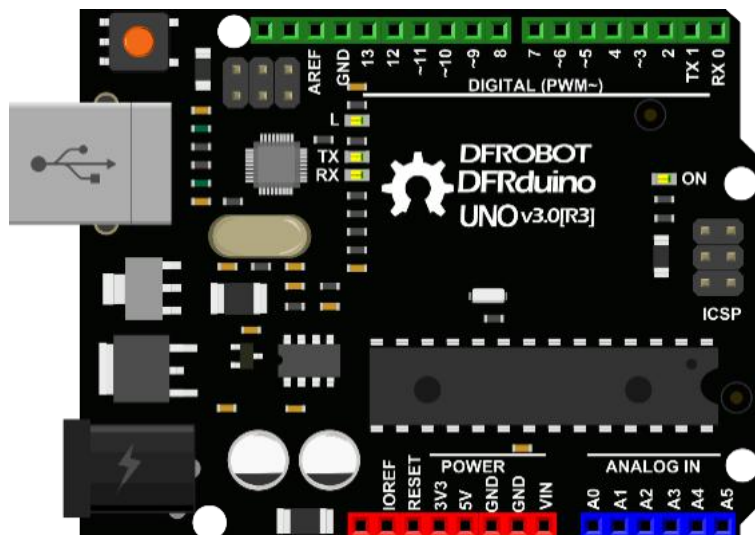 AREF
GND
13
12
~11
~10
~9
8
7
~6
~5
4
~3
2
TX 1
RX 0
DIGITAL (PWM~)
L
TX
RX
DFROBOT
DFRduino
UNO v3.0[R3]
ON
ICSP
POWER
ANALOG IN
IOREF
RESET
3V3
5V
GND
GND
VIN
A0
A1
A2
A3
A4
A5